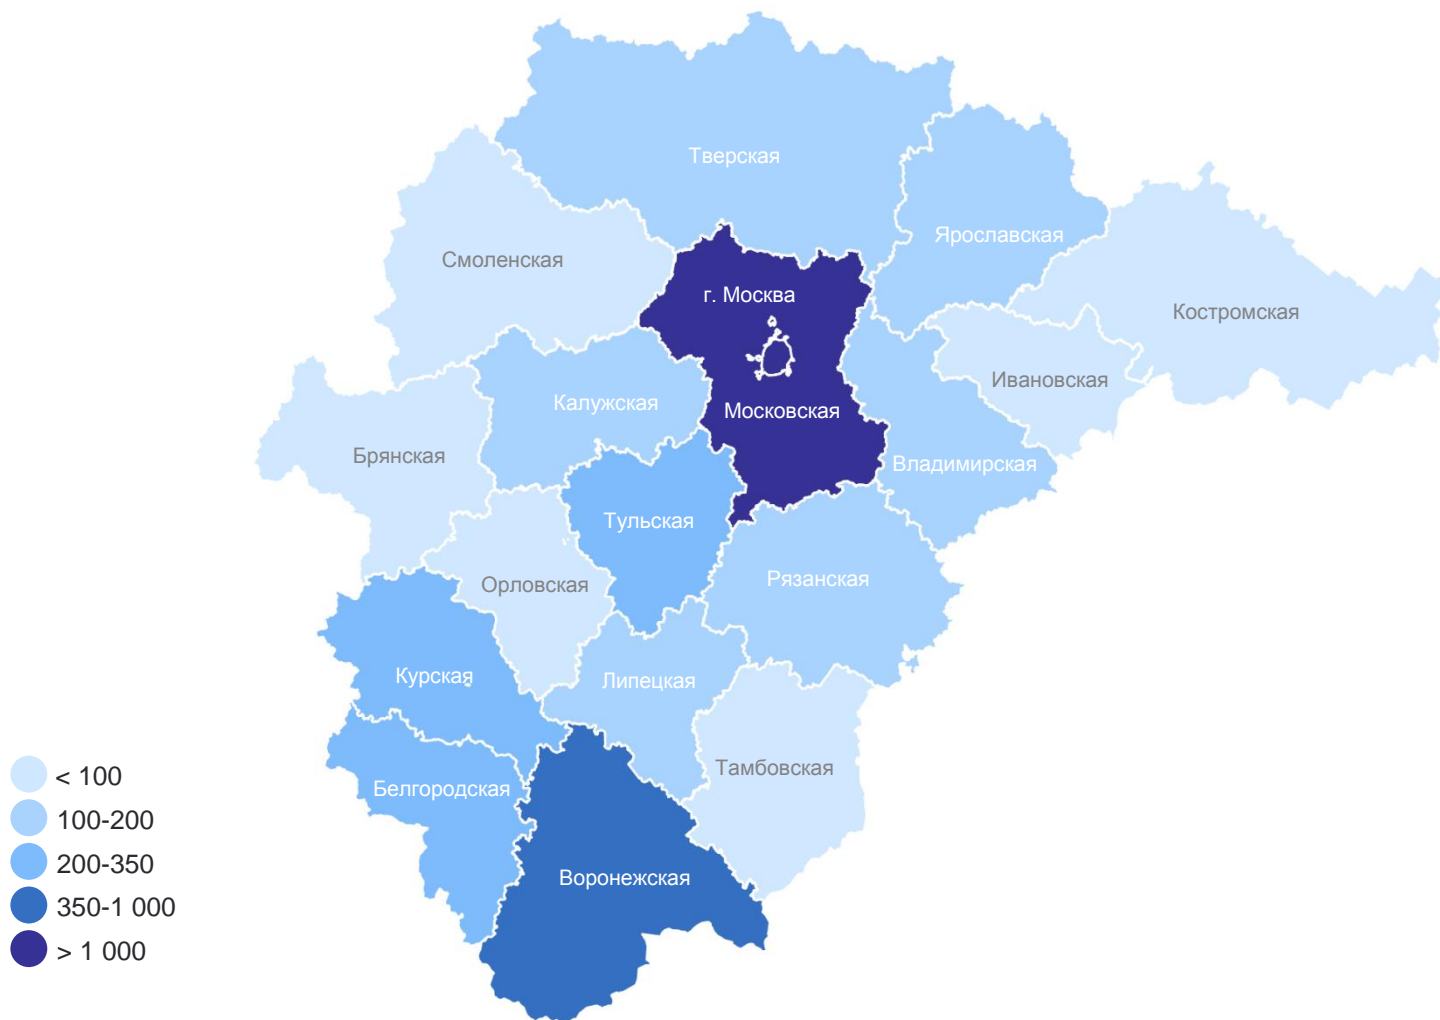 Тверская
Ярославская
Смоленская
г. Москва
Костромская
Ивановская
Калужская
Московская
Брянская
Владимирская
Тульская
Рязанская
Орловская
Курская
Липецкая
Тамбовская
Белгородская
Воронежская
< 100
100-200
200-350
350-1 000
> 1 000